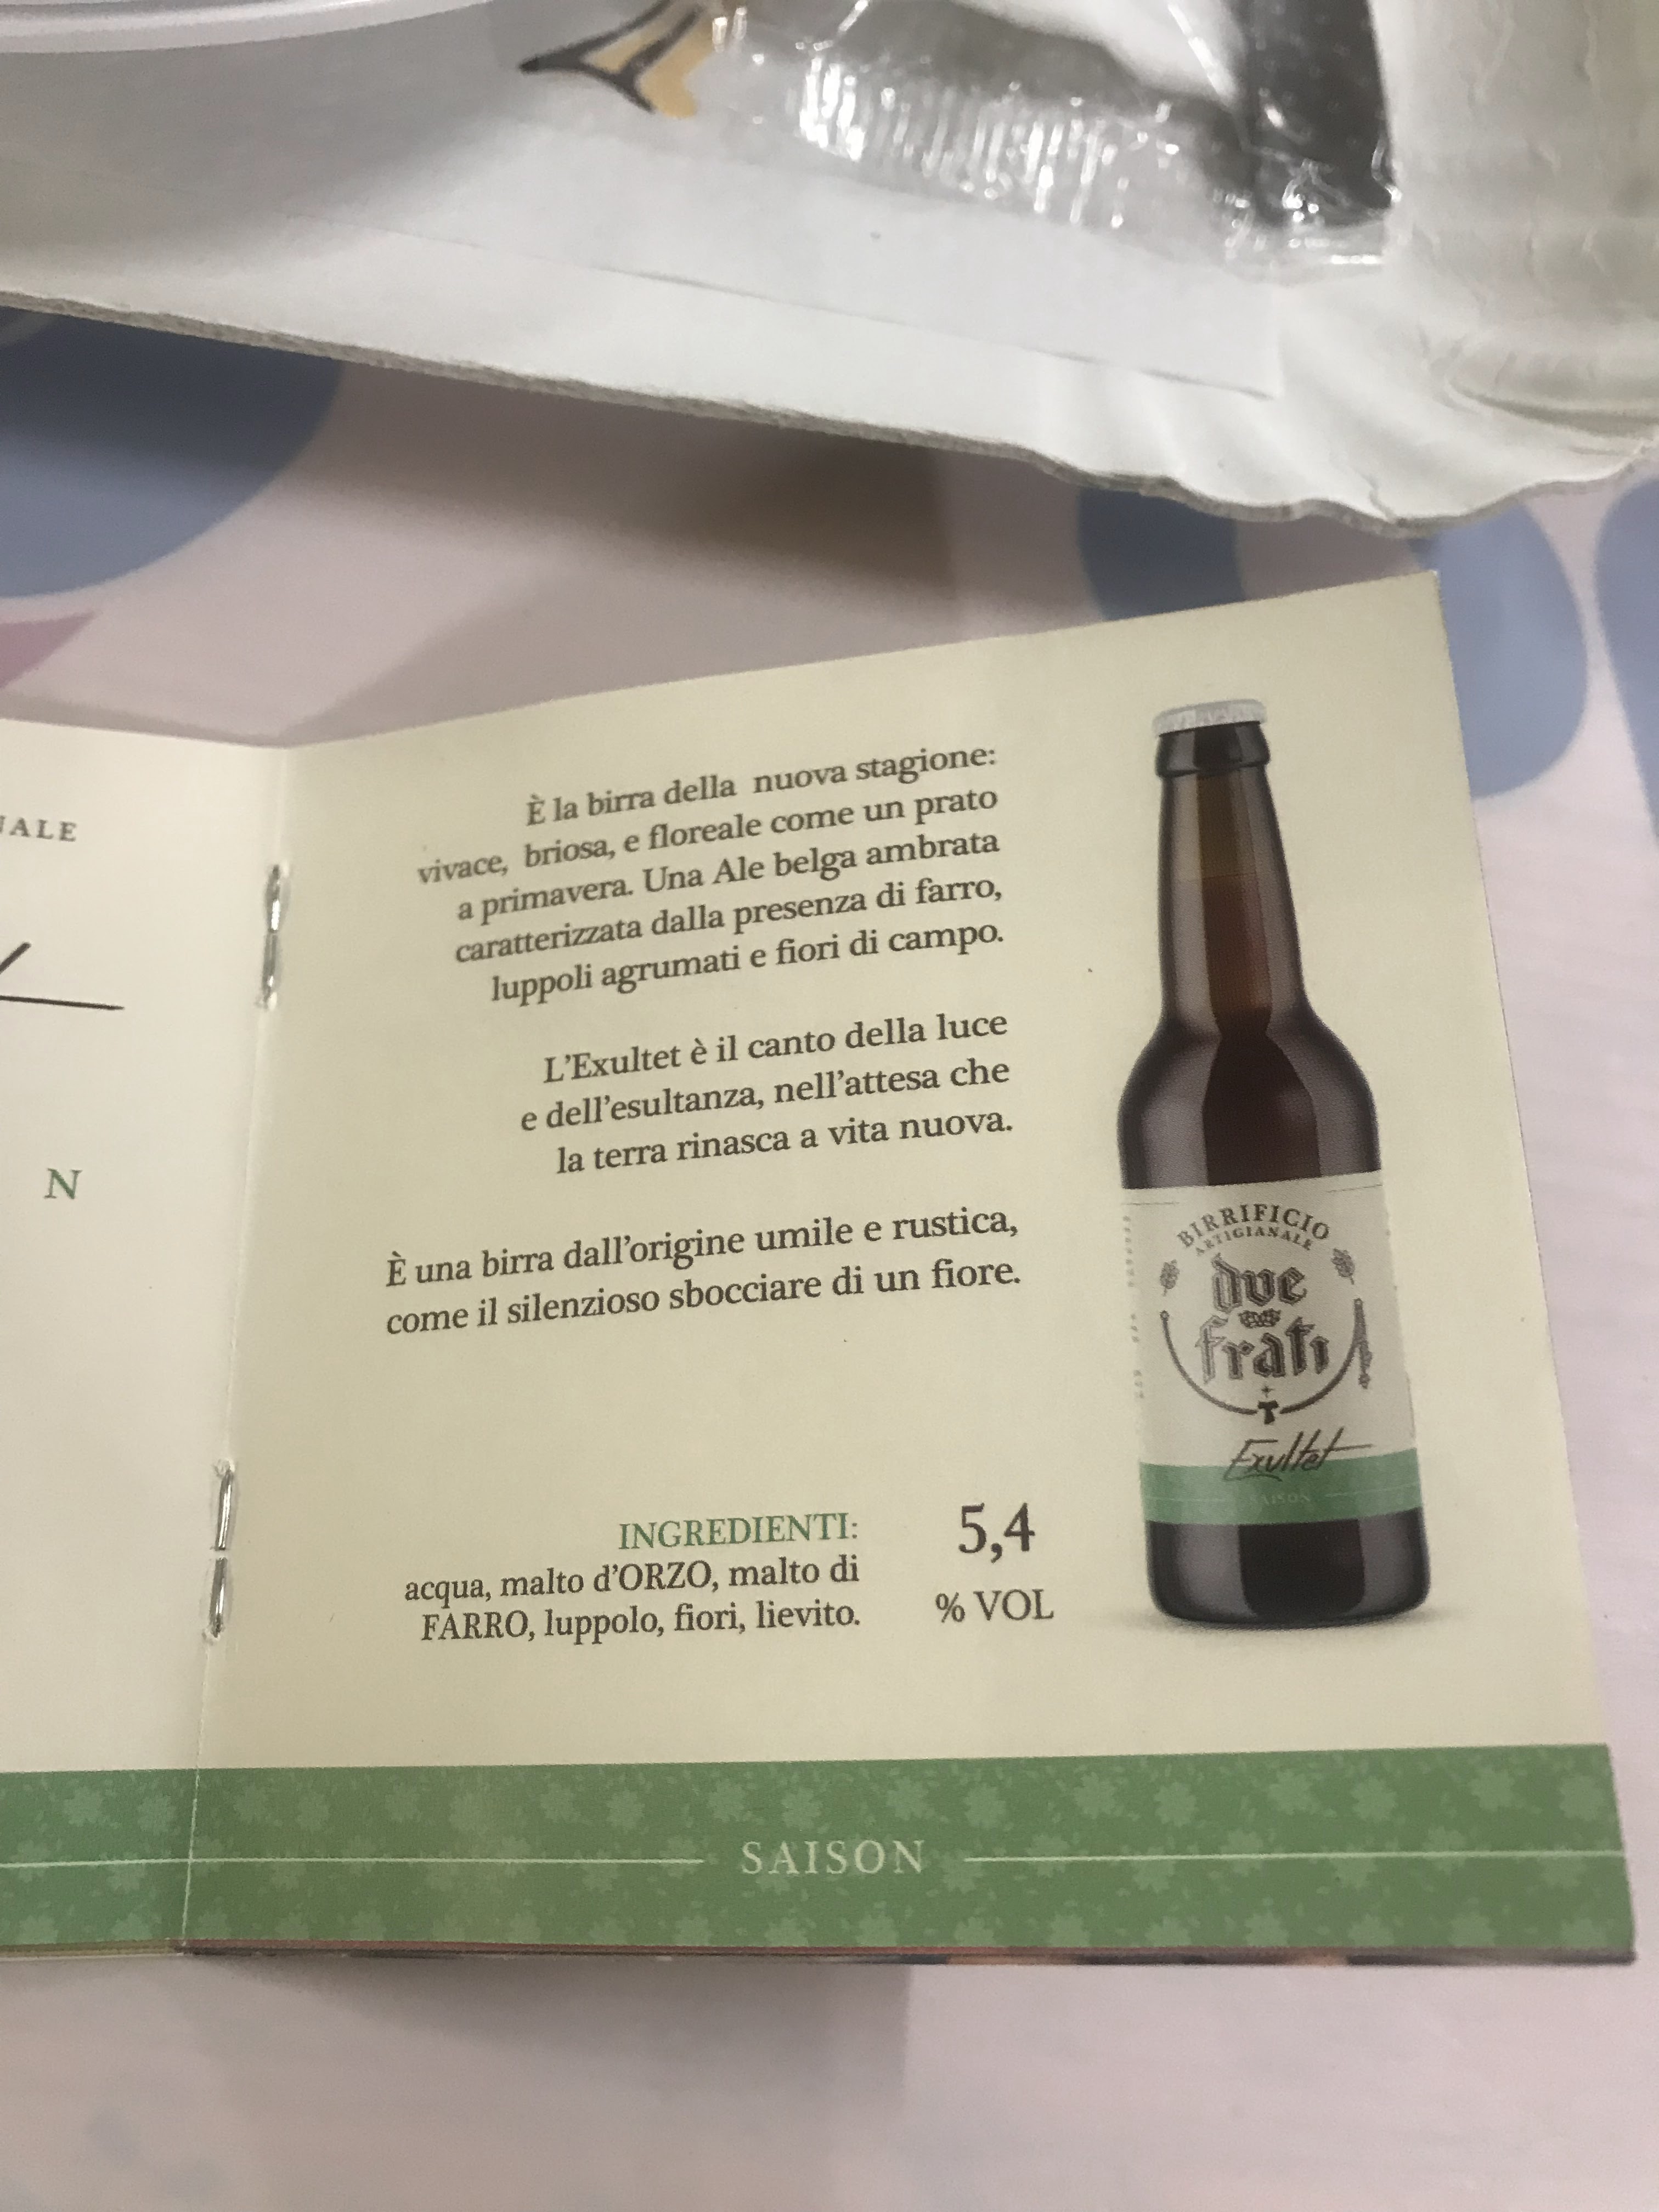 N
È la birra della nuova stagione:
vivace, briosa, e floreale come un prato
a primavera. Una Ale belga ambrata
caratterizzata dalla presenza di farro,
luppoli agrumati e fiori di campo.
L’Exultet è il canto della luce
e dell’esultanza, nell’attesa che
la terra rinasca a vita nuova.
È una birra dall’origine umile e rustica,
come il silenzioso sbocciare di un fiore.
INGREDIENTI:
acqua, malto d’ORZO, malto di
FARRO, luppolo, fiori, lievito.
5,4
% VOL
BIRRIFICIO
ARTIGIANALE
due
frati
Exultet
SAISON
SAISON